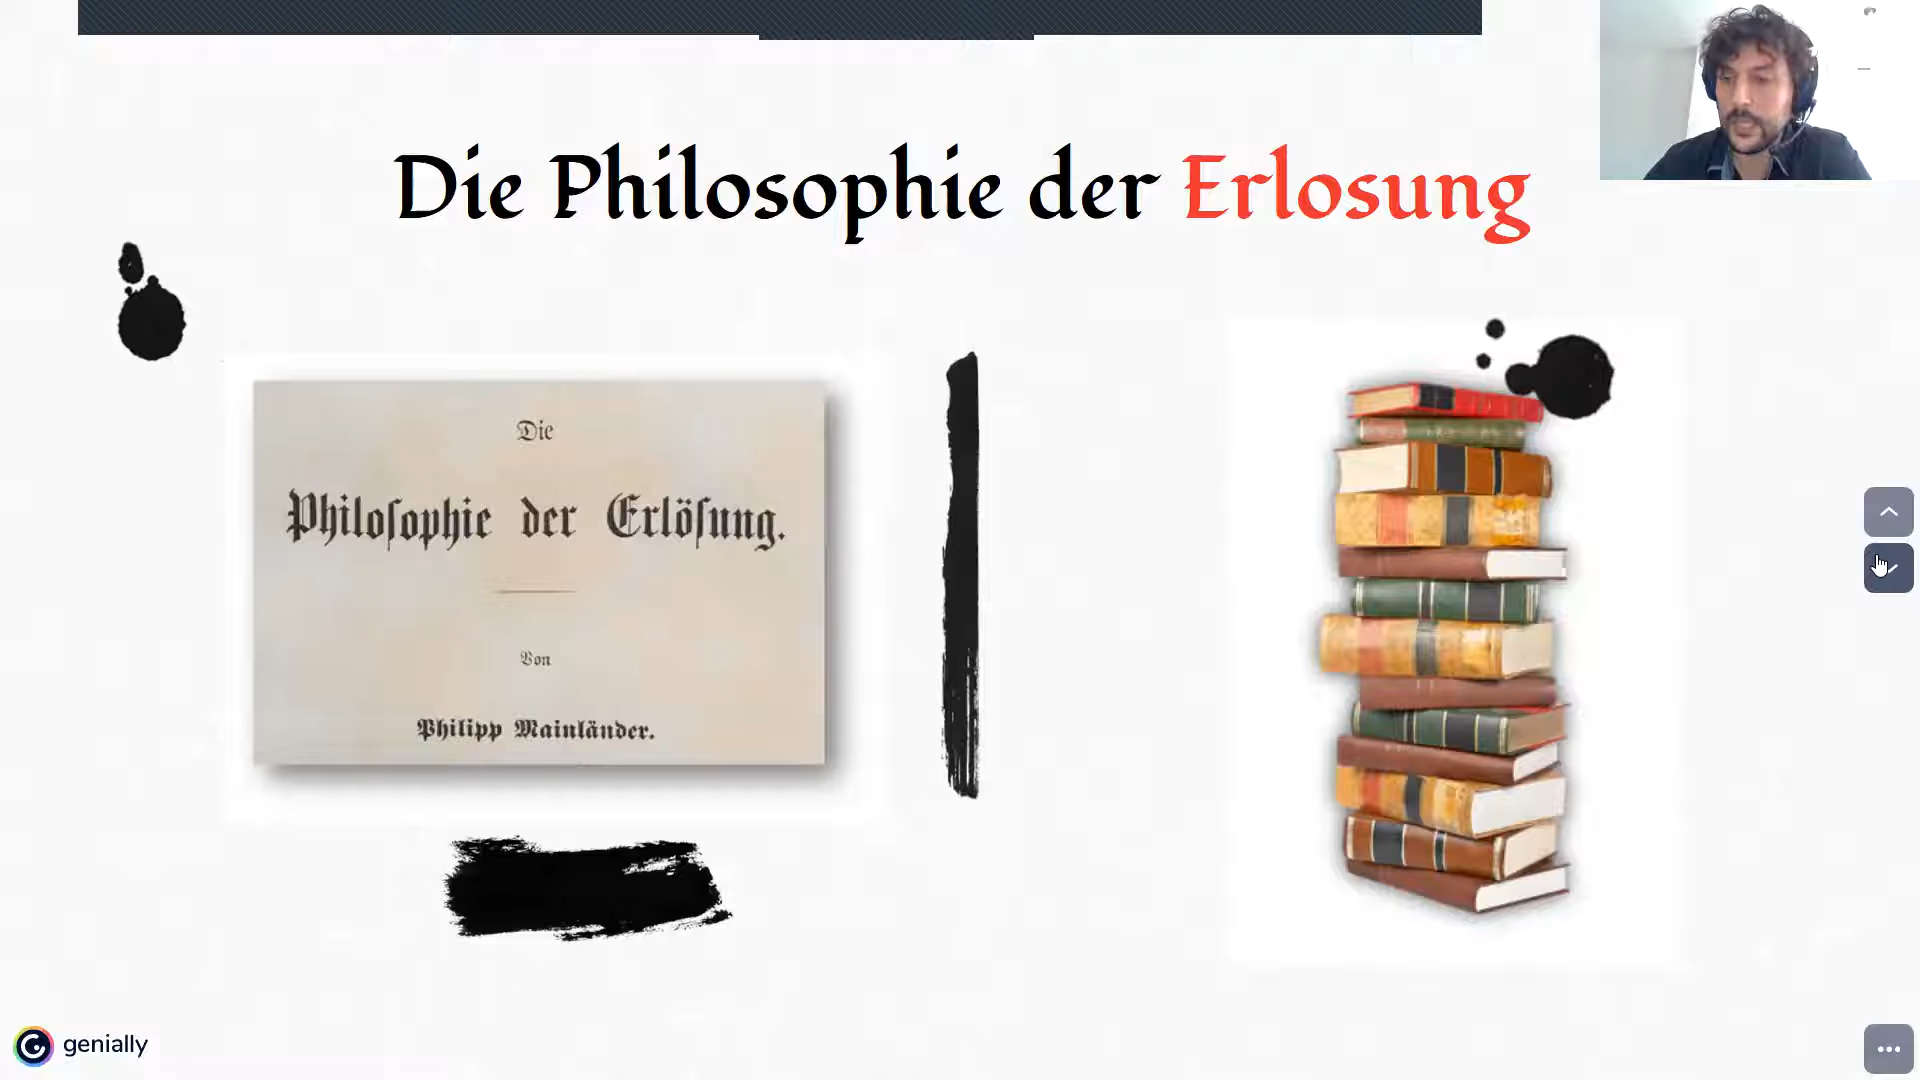 Die Philosophie der Erlosung
Die
Philoſophie der Erlöſung.
Von
Philipp Mainländer.
genially